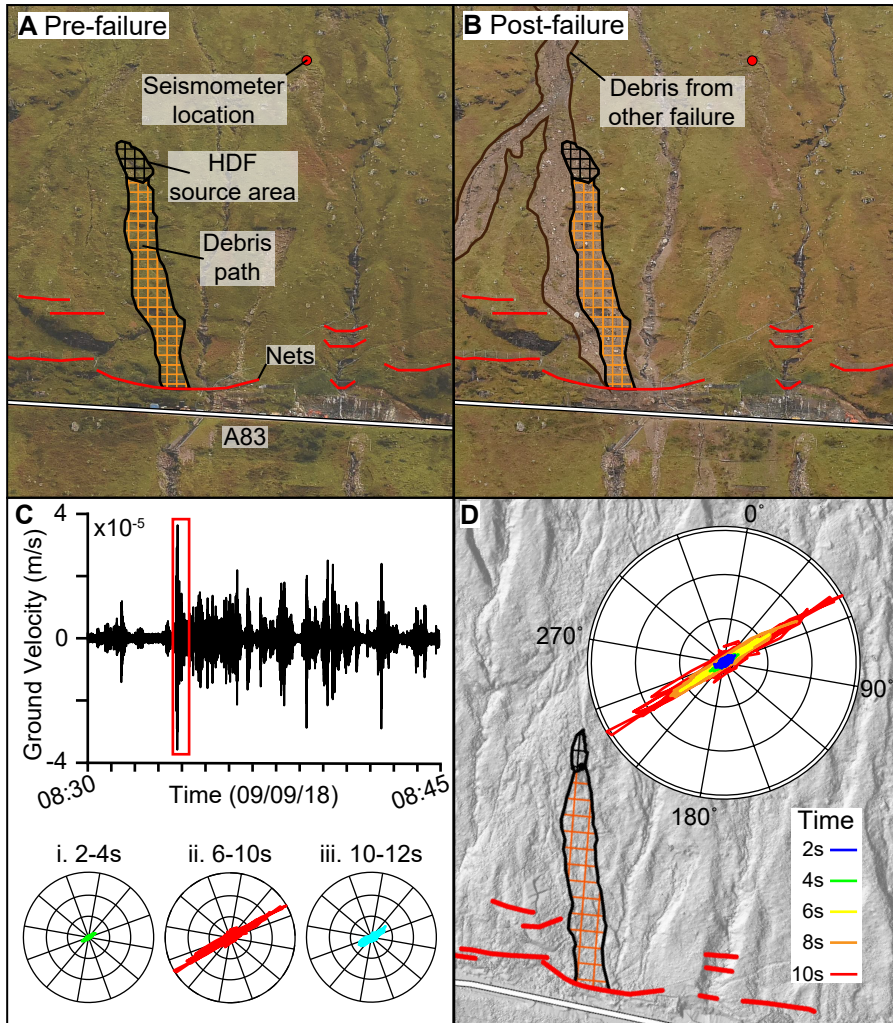 A Pre-failure
Seismometer
location
HDF
source area
Debris
path
Nets
A83
B Post-failure
Debris from
other failure
C
x10-5
Ground Velocity (m/s)
4
0
-4
08:30
Time (09/09/18)
08:45
i. 2-4s
ii. 6-10s
iii. 10-12s
D
0°
270°
90°
180°
Time
2s
4s
6s
8s
10s